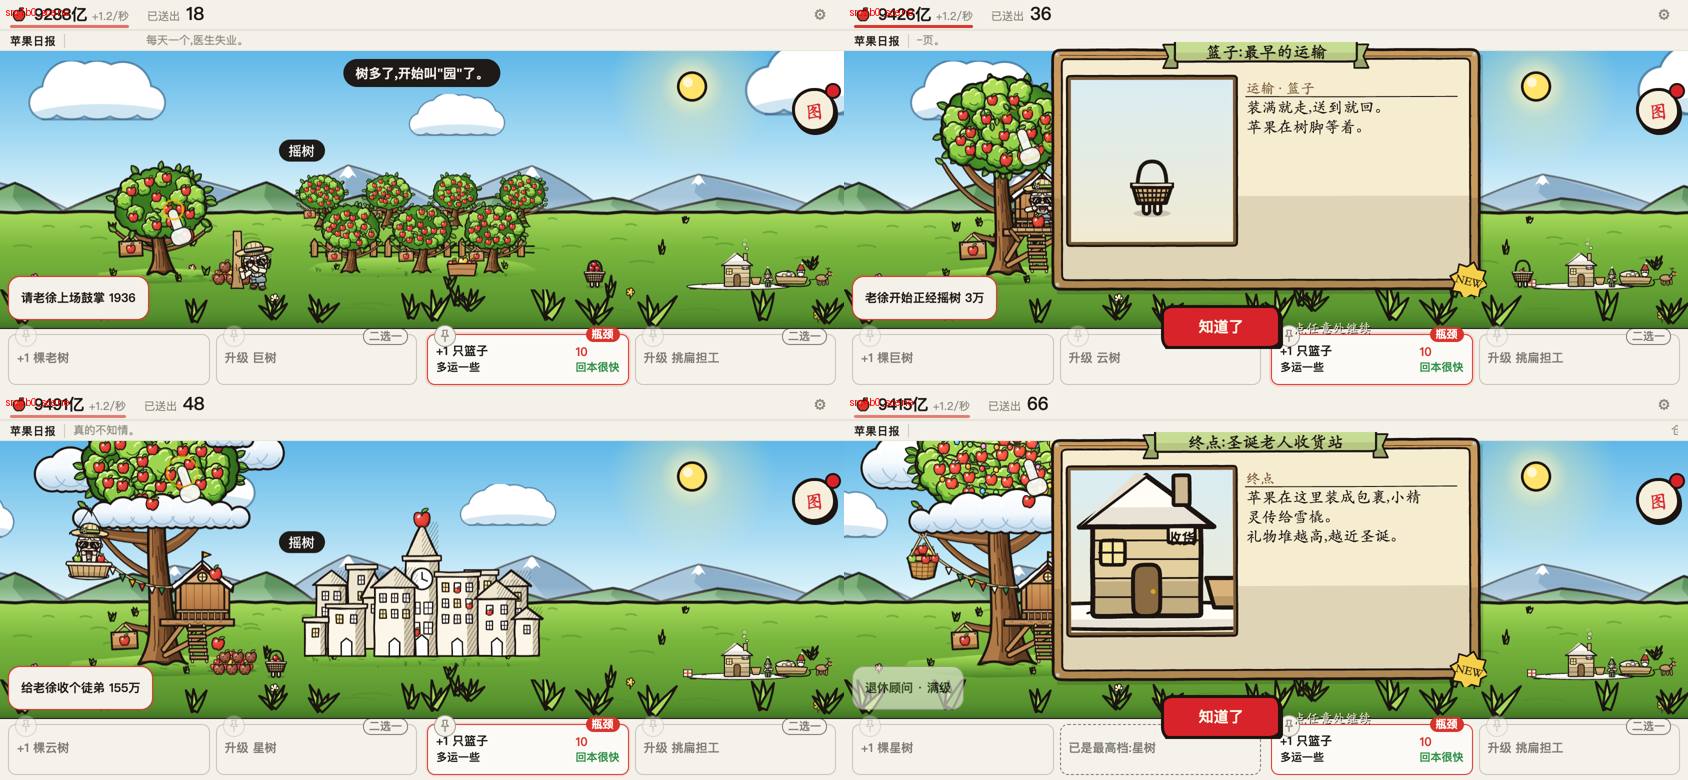 9288亿 +1.2/秒 已送出 18
苹果日报 每天一个,医生失业。
树多了,开始叫"园"了。
图
摇树
请老徐上场鼓掌 1936
+1 棵老树
升级 巨树
二选一
+1 只篮子
多运一些
瓶颈
10
回本很快
升级 挑扁担工
二选一
9426亿 +1.2/秒 已送出 36
苹果日报 一页。
篮子:最早的运输
运输·篮子
装满就走,送到就回。
苹果在树脚等着。
图
NEW
老徐开始正经摇树 3万
知道了
点任意处继续
+1 棵巨树
升级 云树
+1 只篮子
多运一些
瓶颈
10
回本很快
升级 挑扁担工
二选一
9491亿 +1.2/秒 已送出 48
苹果日报 真的不知情。
图
摇树
给老徐收个徒弟 155万
+1 棵云树
升级 星树
二选一
+1 只篮子
多运一些
瓶颈
10
回本很快
升级 挑扁担工
二选一
9415亿 +1.2/秒 已送出 66
苹果日报
终点:圣诞老人收货站
终点
苹果在这里装成包裹,小精
灵传给雪橇。
礼物堆越高,越近圣诞。
收货
图
NEW
退休顾问 · 满级
知道了
点任意处继续
+1 棵星树
已是最高档:星树
+1 只篮子
多运一些
瓶颈
10
回本很快
升级 挑扁担工
二选一